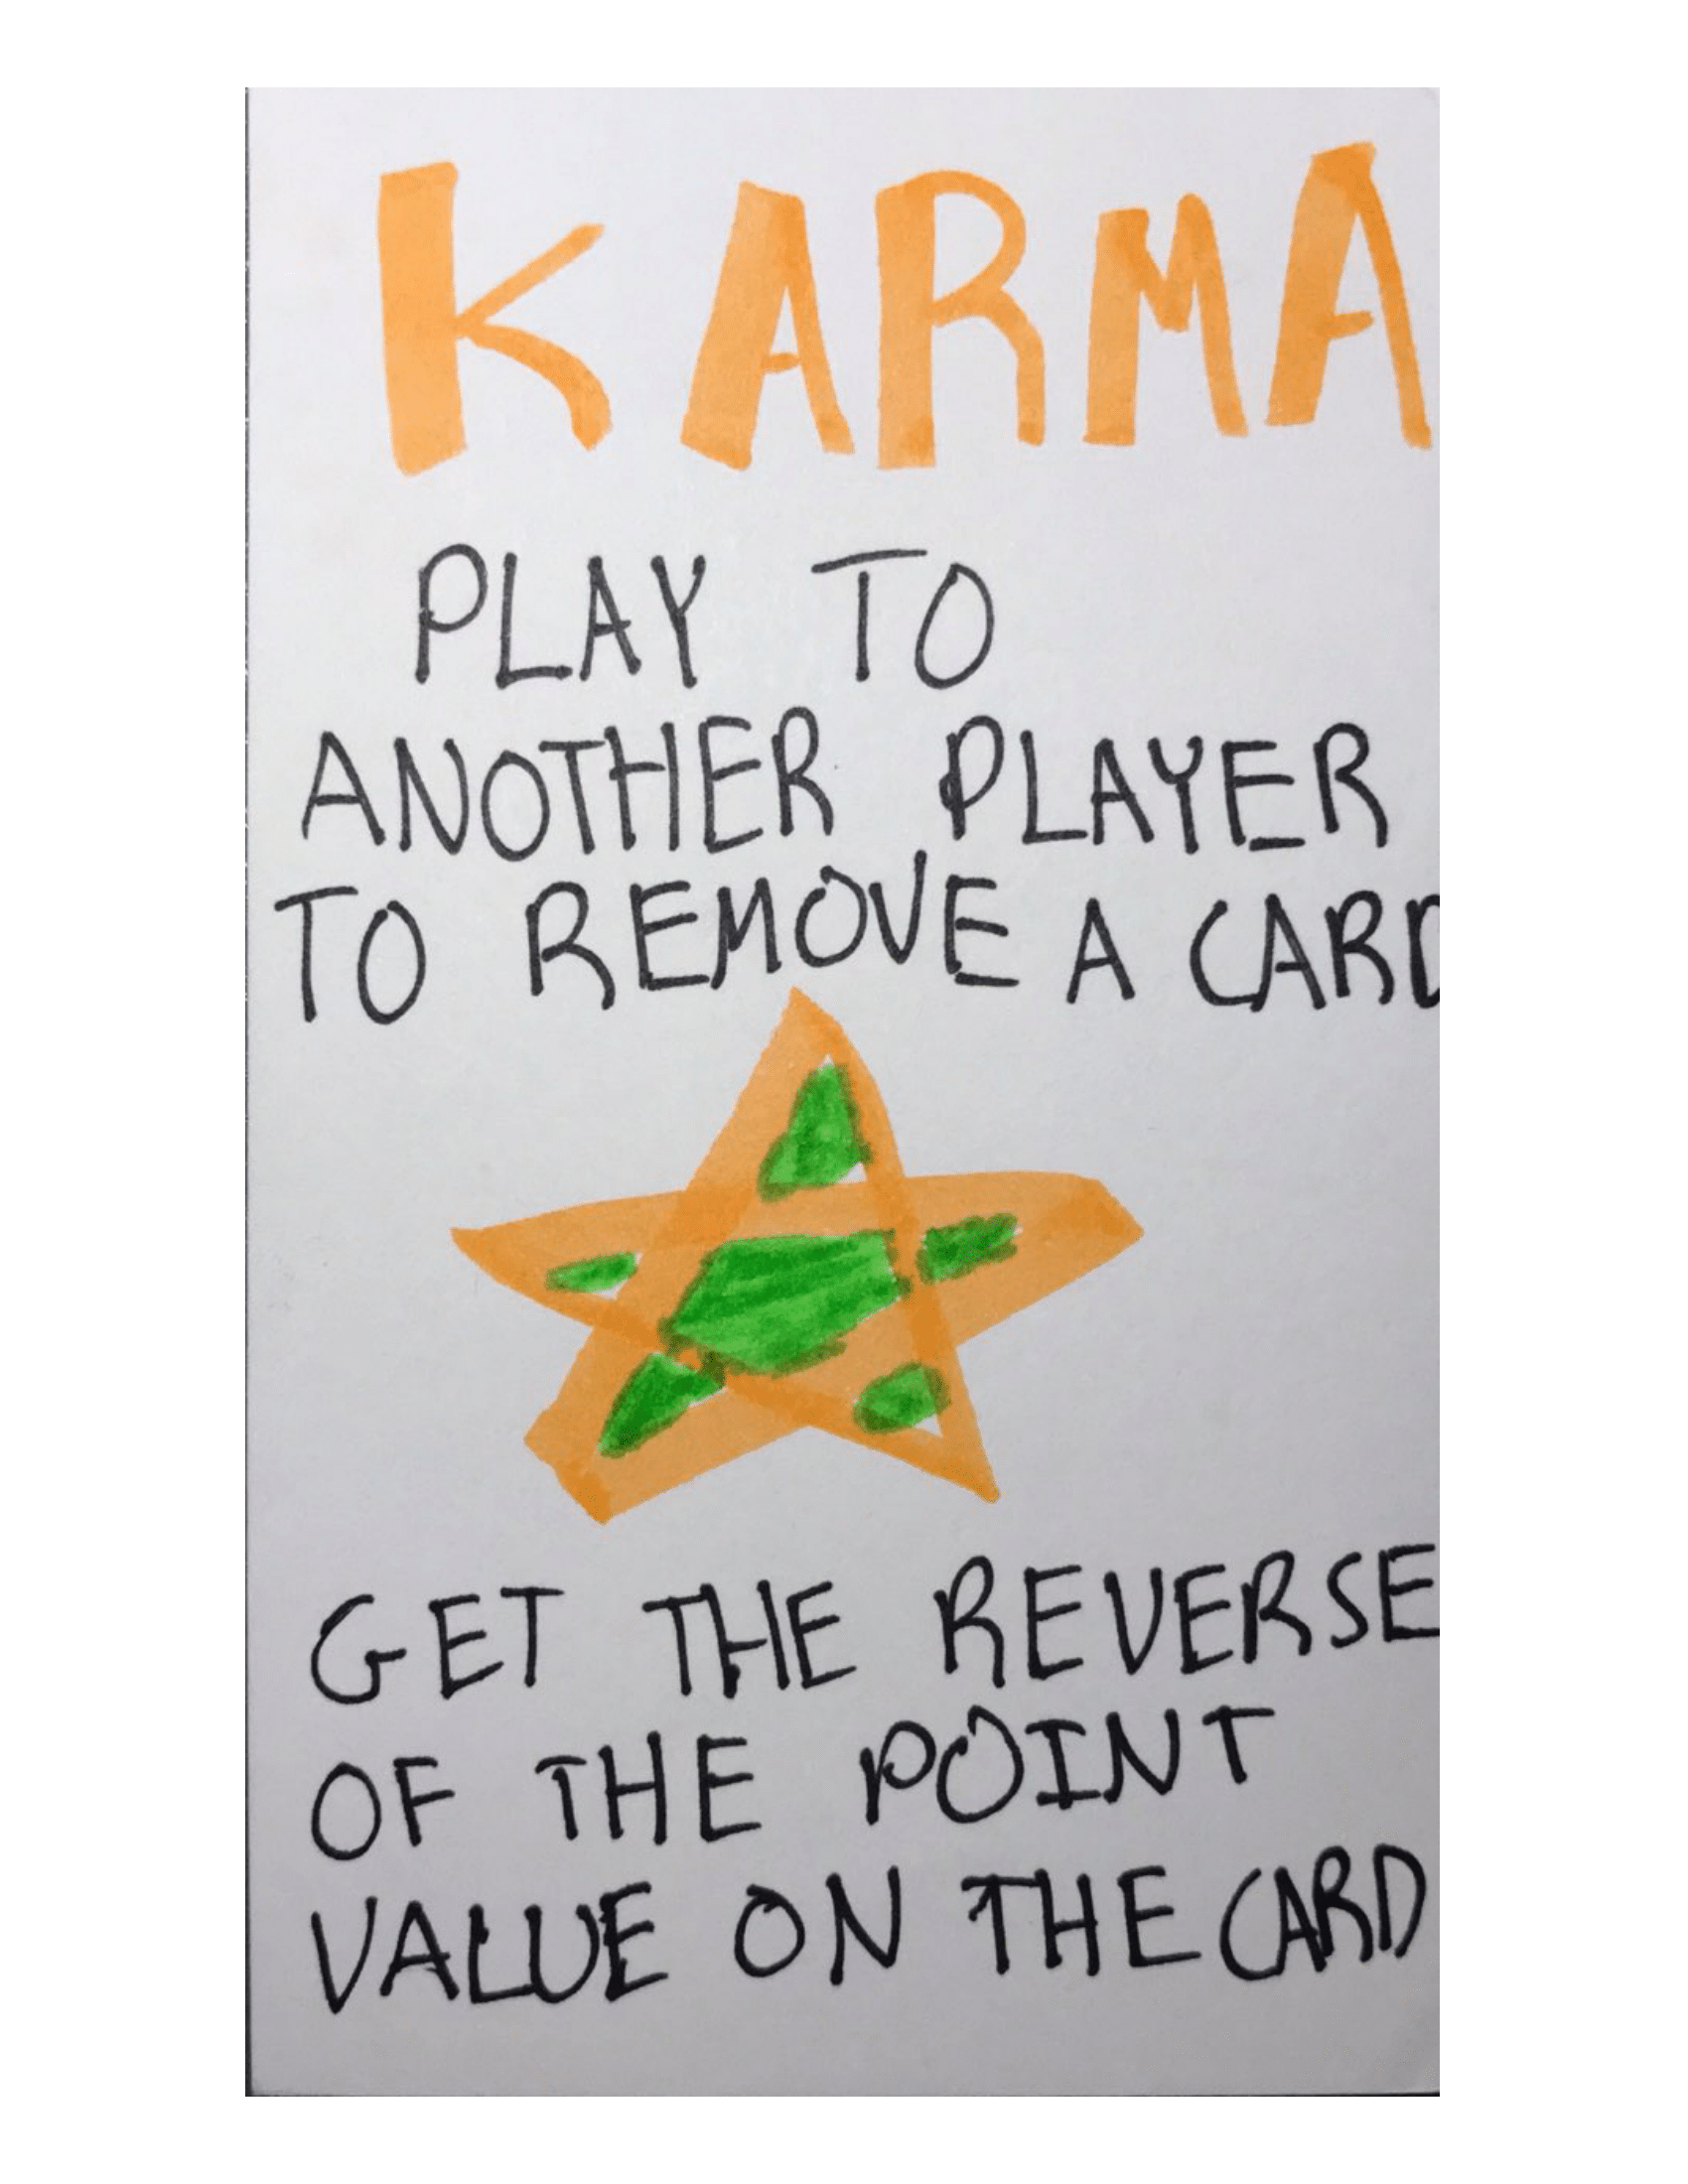 KARMA
PLAY TO
ANOTHER PLAYER
TO REMOVE A CARD
GET THE REVERSE
OF THE POINT
VALUE ON THE CARD